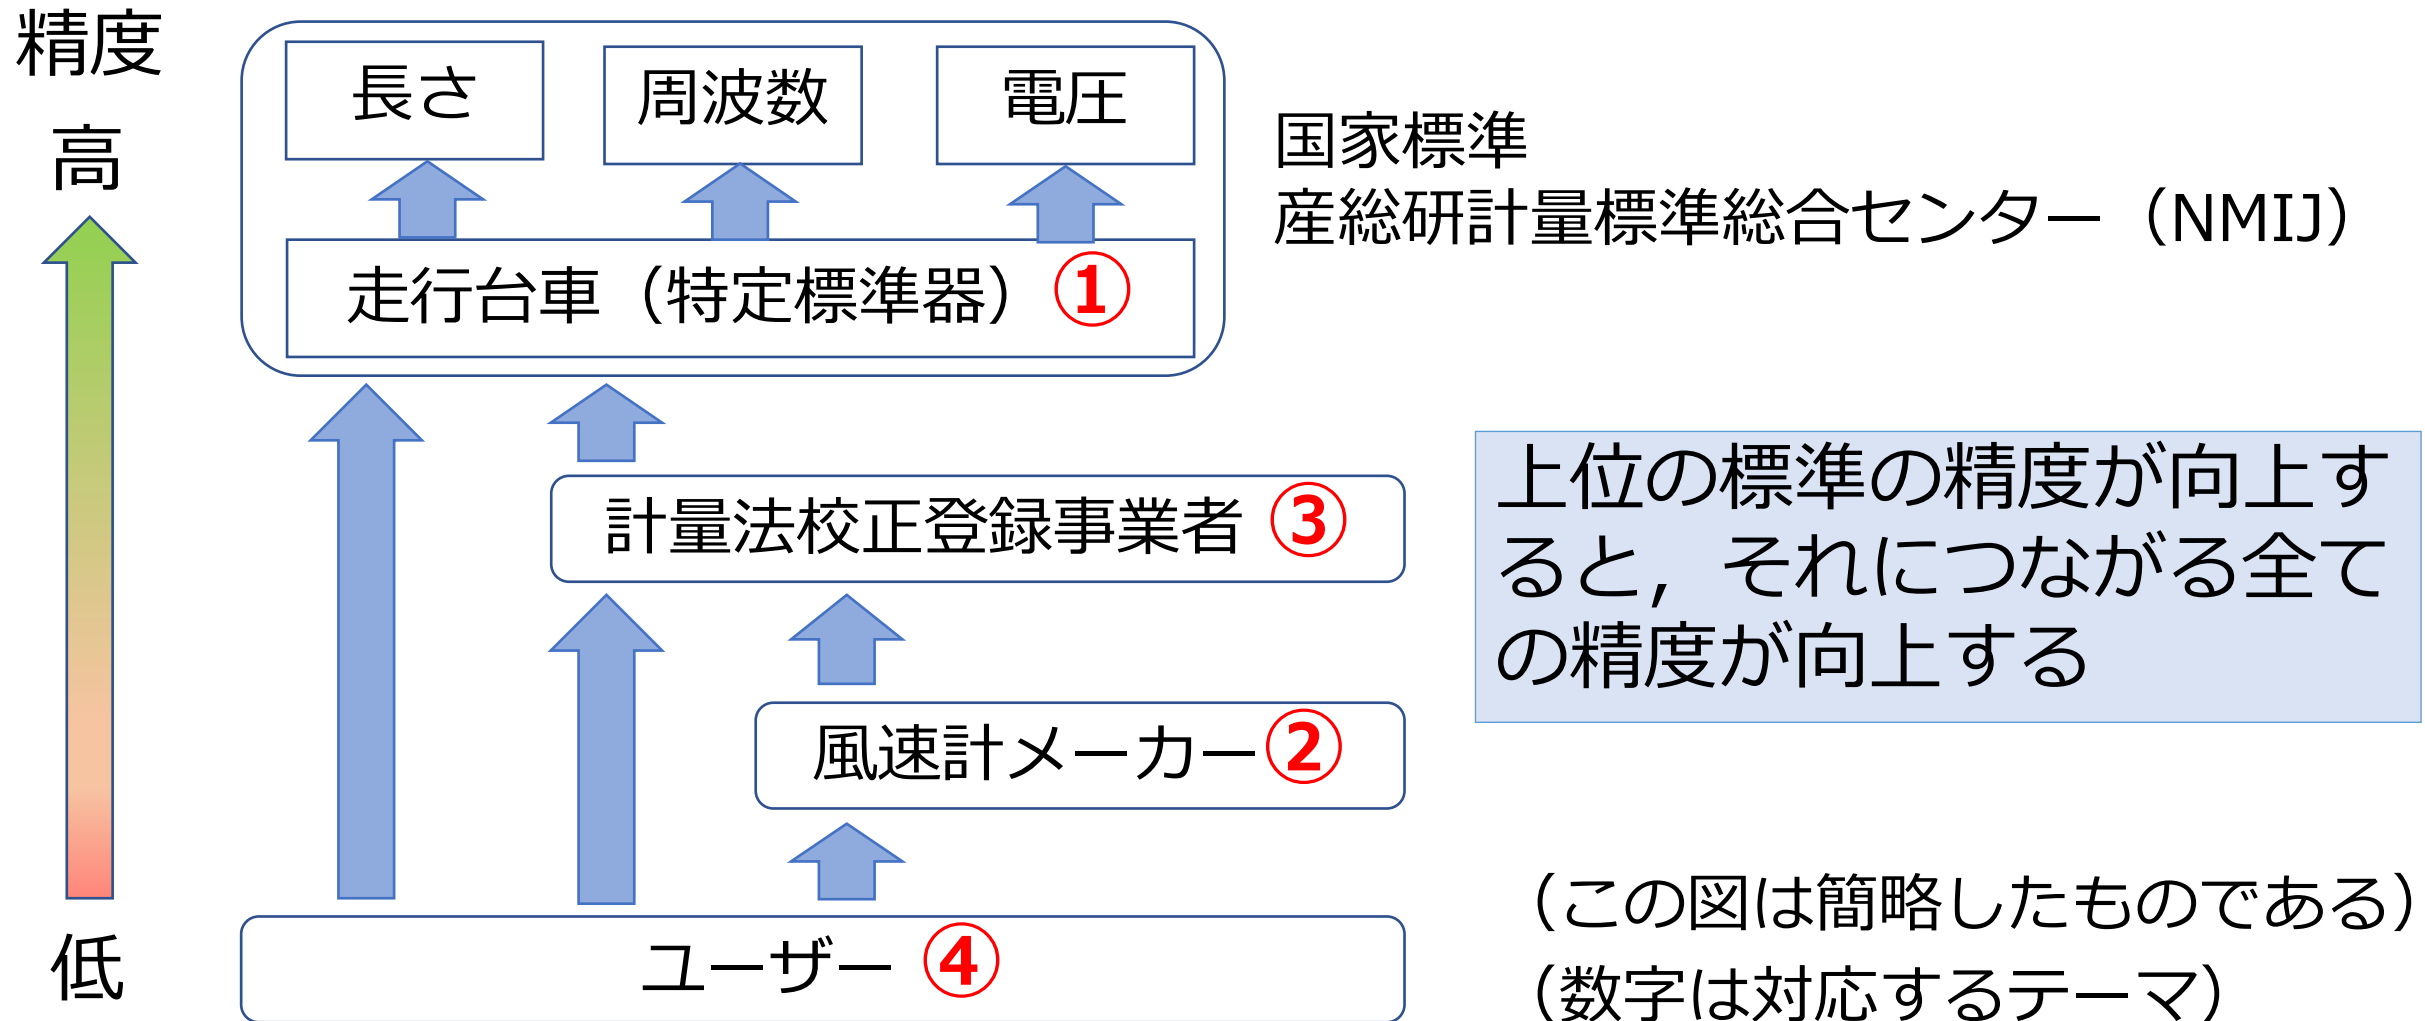 精度
高
長さ
周波数
電圧
国家標準
産総研計量標準総合センター（NMIJ）
走行台車（特定標準器）①
計量法校正登録事業者 ③
上位の標準の精度が向上す
ると，それにつながる全て
の精度が向上する
風速計メーカー②
低
ユーザー ④
（この図は簡略したものである）
（数字は対応するテーマ）